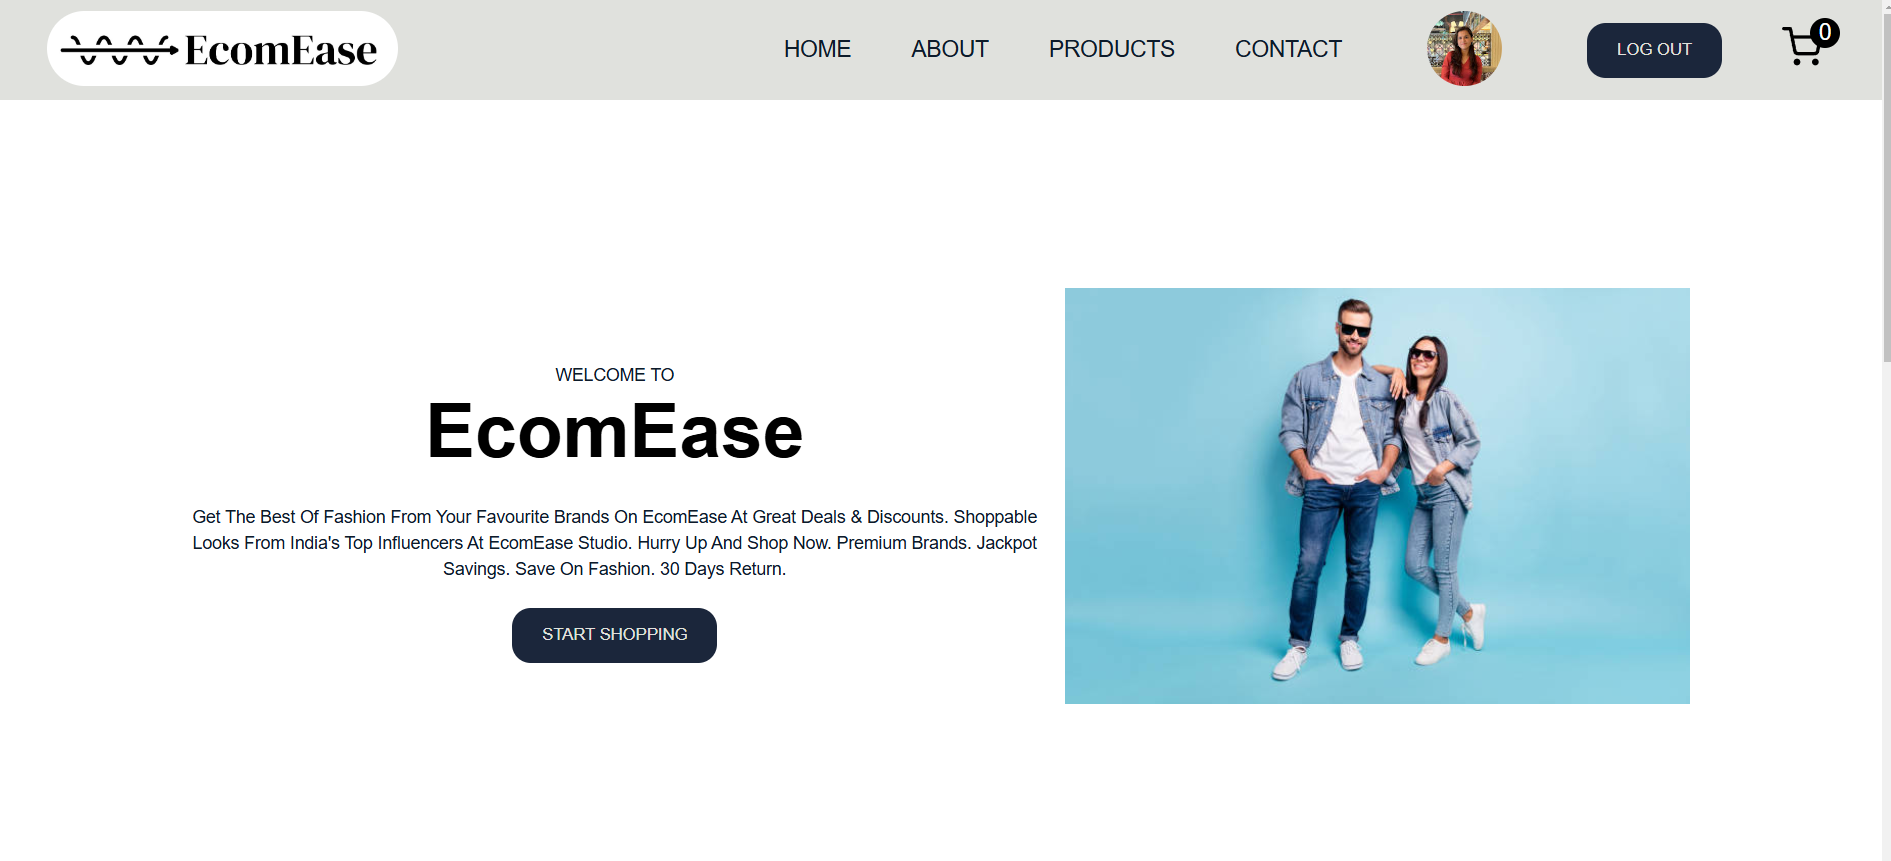 EcomEase
HOME ABOUT PRODUCTS CONTACT LOG OUT 0
WELCOME TO
EcomEase
Get The Best Of Fashion From Your Favourite Brands On EcomEase At Great Deals & Discounts. Shoppable
Looks From India's Top Influencers At EcomEase Studio. Hurry Up And Shop Now. Premium Brands. Jackpot
Savings. Save On Fashion. 30 Days Return.
START SHOPPING